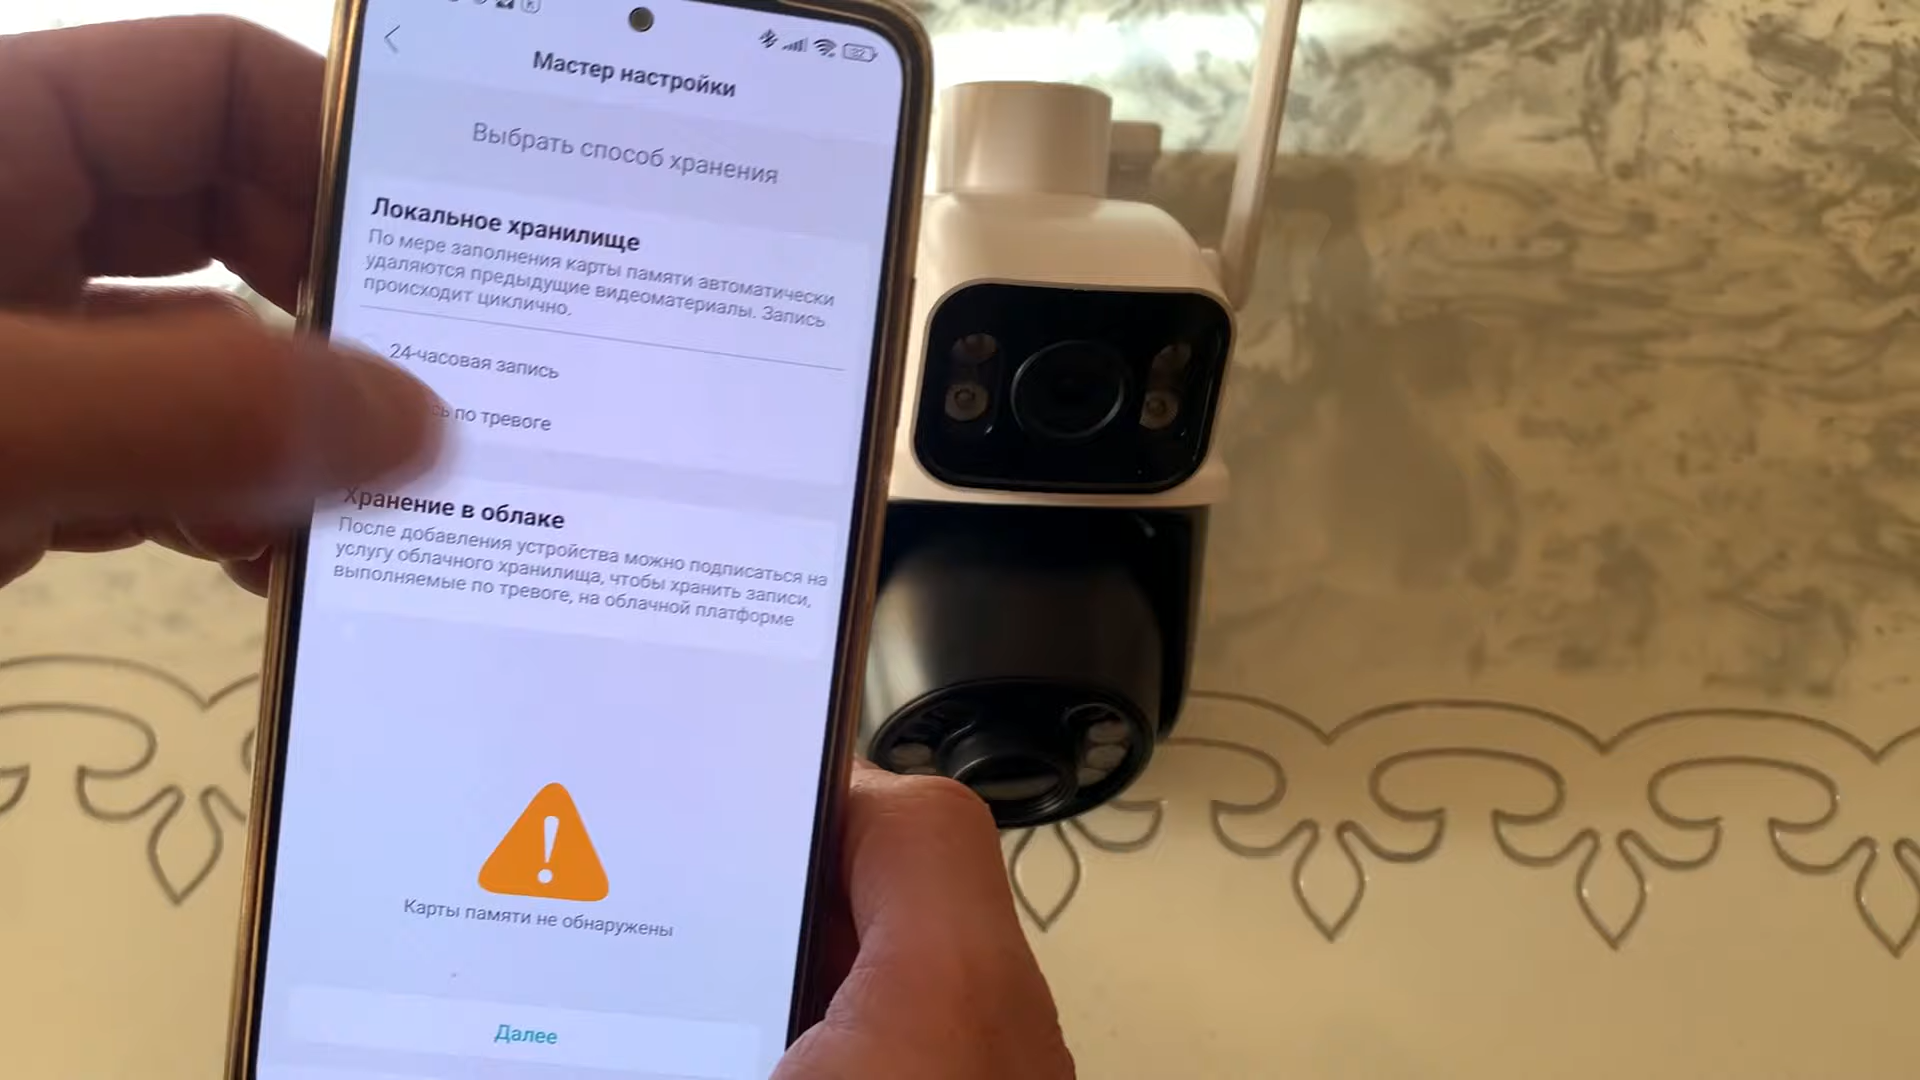 Мастер настройки
Выбрать способ хранения
Локальное хранилище
По мере заполнения карты памяти автоматически
удаляются предыдущие видеоматериалы. Запись
происходит циклично.
24-часовая запись
по тревоге
Хранение в облаке
После добавления устройства можно подписаться на
услугу облачного хранилища, чтобы хранить записи,
выполняемые по тревоге, на облачной платформе
Карты памяти не обнаружены
Далее